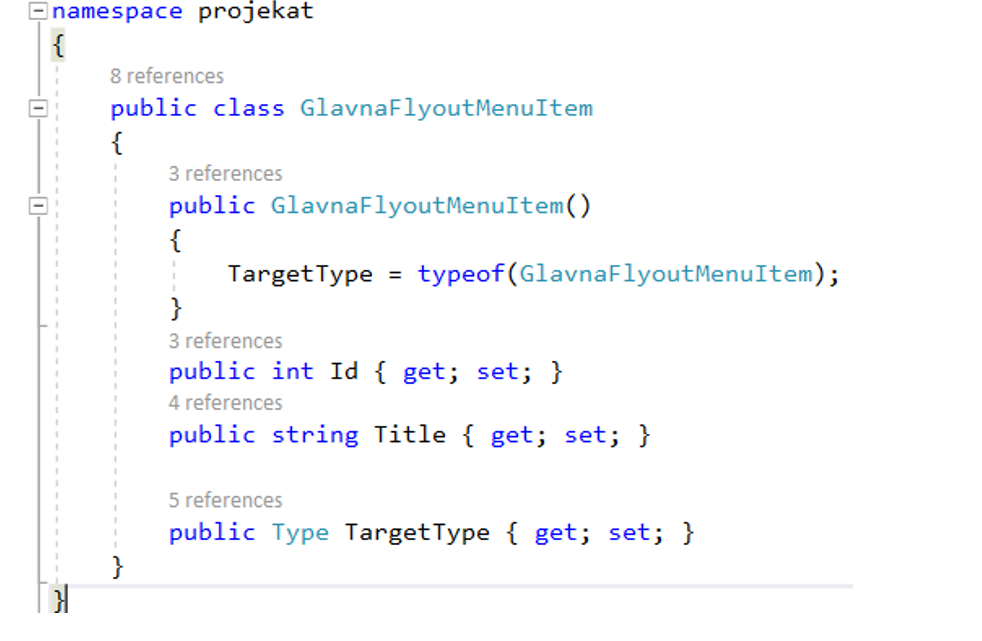 namespace projekat
{
8 references
public class GlavnaFlyoutMenuItem
{
3 references
public GlavnaFlyoutMenuItem()
{
TargetType = typeof(GlavnaFlyoutMenuItem);
}
3 references
public int Id { get; set; }
4 references
public string Title { get; set; }
5 references
public Type TargetType { get; set; }
}
}